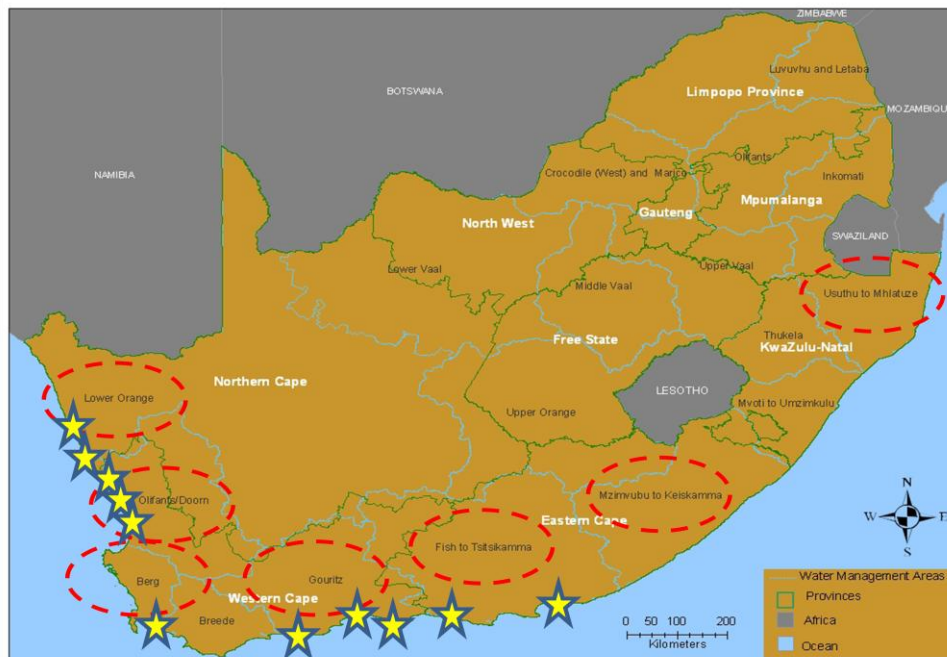 ZIMBABWE
Luvuvhu and Letaba
BOTSWANA
Limpopo Province
MOZAMBIQU
NAMIBIA
Olifants
Crocodile (West) and Marico
Inkomati
Mpumalanga
Gauteng
North West
SWAZILAND
Lower Vaal
Upper Vaal
Middle Vaal
Usuthu to Mhlatuze
Thukela
Free State
KwaZulu-Natal
Northern Cape
LESOTHO
Lower Orange
Mvoti to Umzimkulu
Upper Orange
Olifants/Doorn
Mzimvubu to Keiskamma
N
W
E
S
Eastern Cape
Fish to Tsitsikamma
Berg
Gouritz
Western Cape
Breede
0 50 100 200
Kilometers
Water Management Areas
Provinces
Africa
Ocean